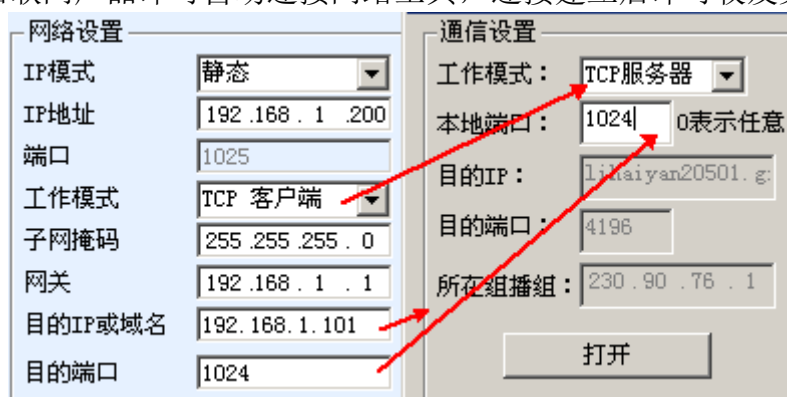 网络设置
IP模式 静态
IP地址 192 .168 . 1 .200
端口 1025
工作模式 TCP 客户端
子网掩码 255 .255 .255 . 0
网关 192 .168 . 1 . 1
目的IP或域名 192.168.1.101
目的端口 1024
通信设置
工作模式： TCP服务器
本地端口： 1024 0表示任意
目的IP： lihaiyan20501.g
目的端口： 4196
所在组播组： 230 . 90 . 76 . 1
打开